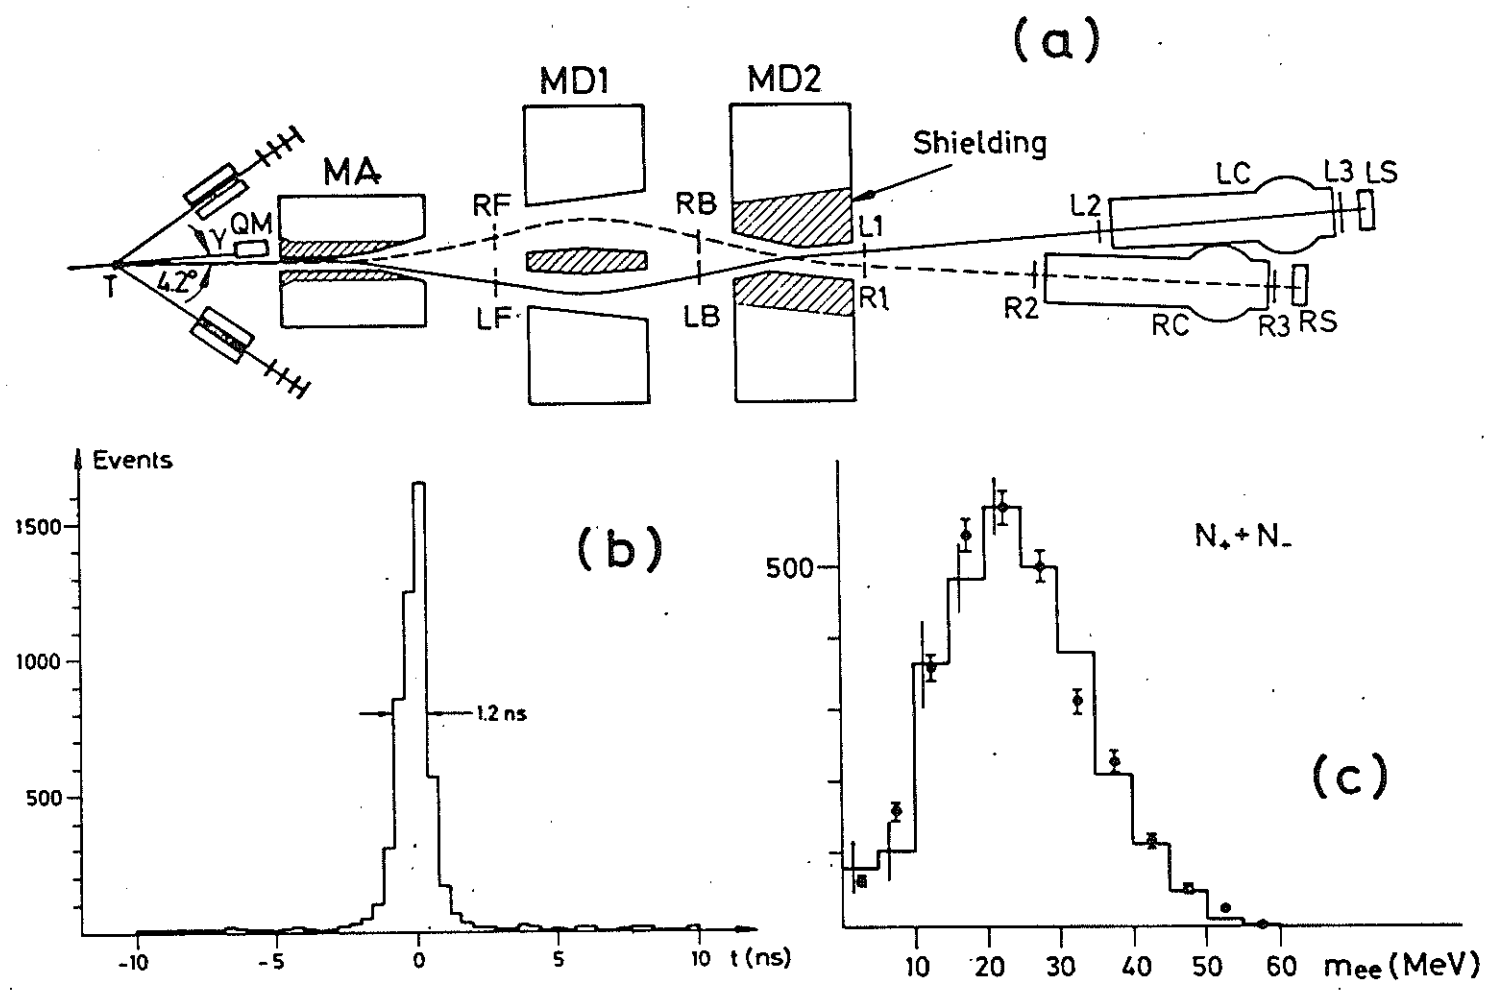 (a)
MD1
MD2
Shielding
MA
RF
RB
L1
L2
LC
L3
LS
QM
γ
T
4.2°
LF
LB
R1
R2
RC
R3
RS
Events
1500
1000
500
(b)
1.2 ns
-10
-5
0
5
10
t (ns)
N₊ + N₋
500
(c)
10
20
30
40
50
60
mee (MeV)